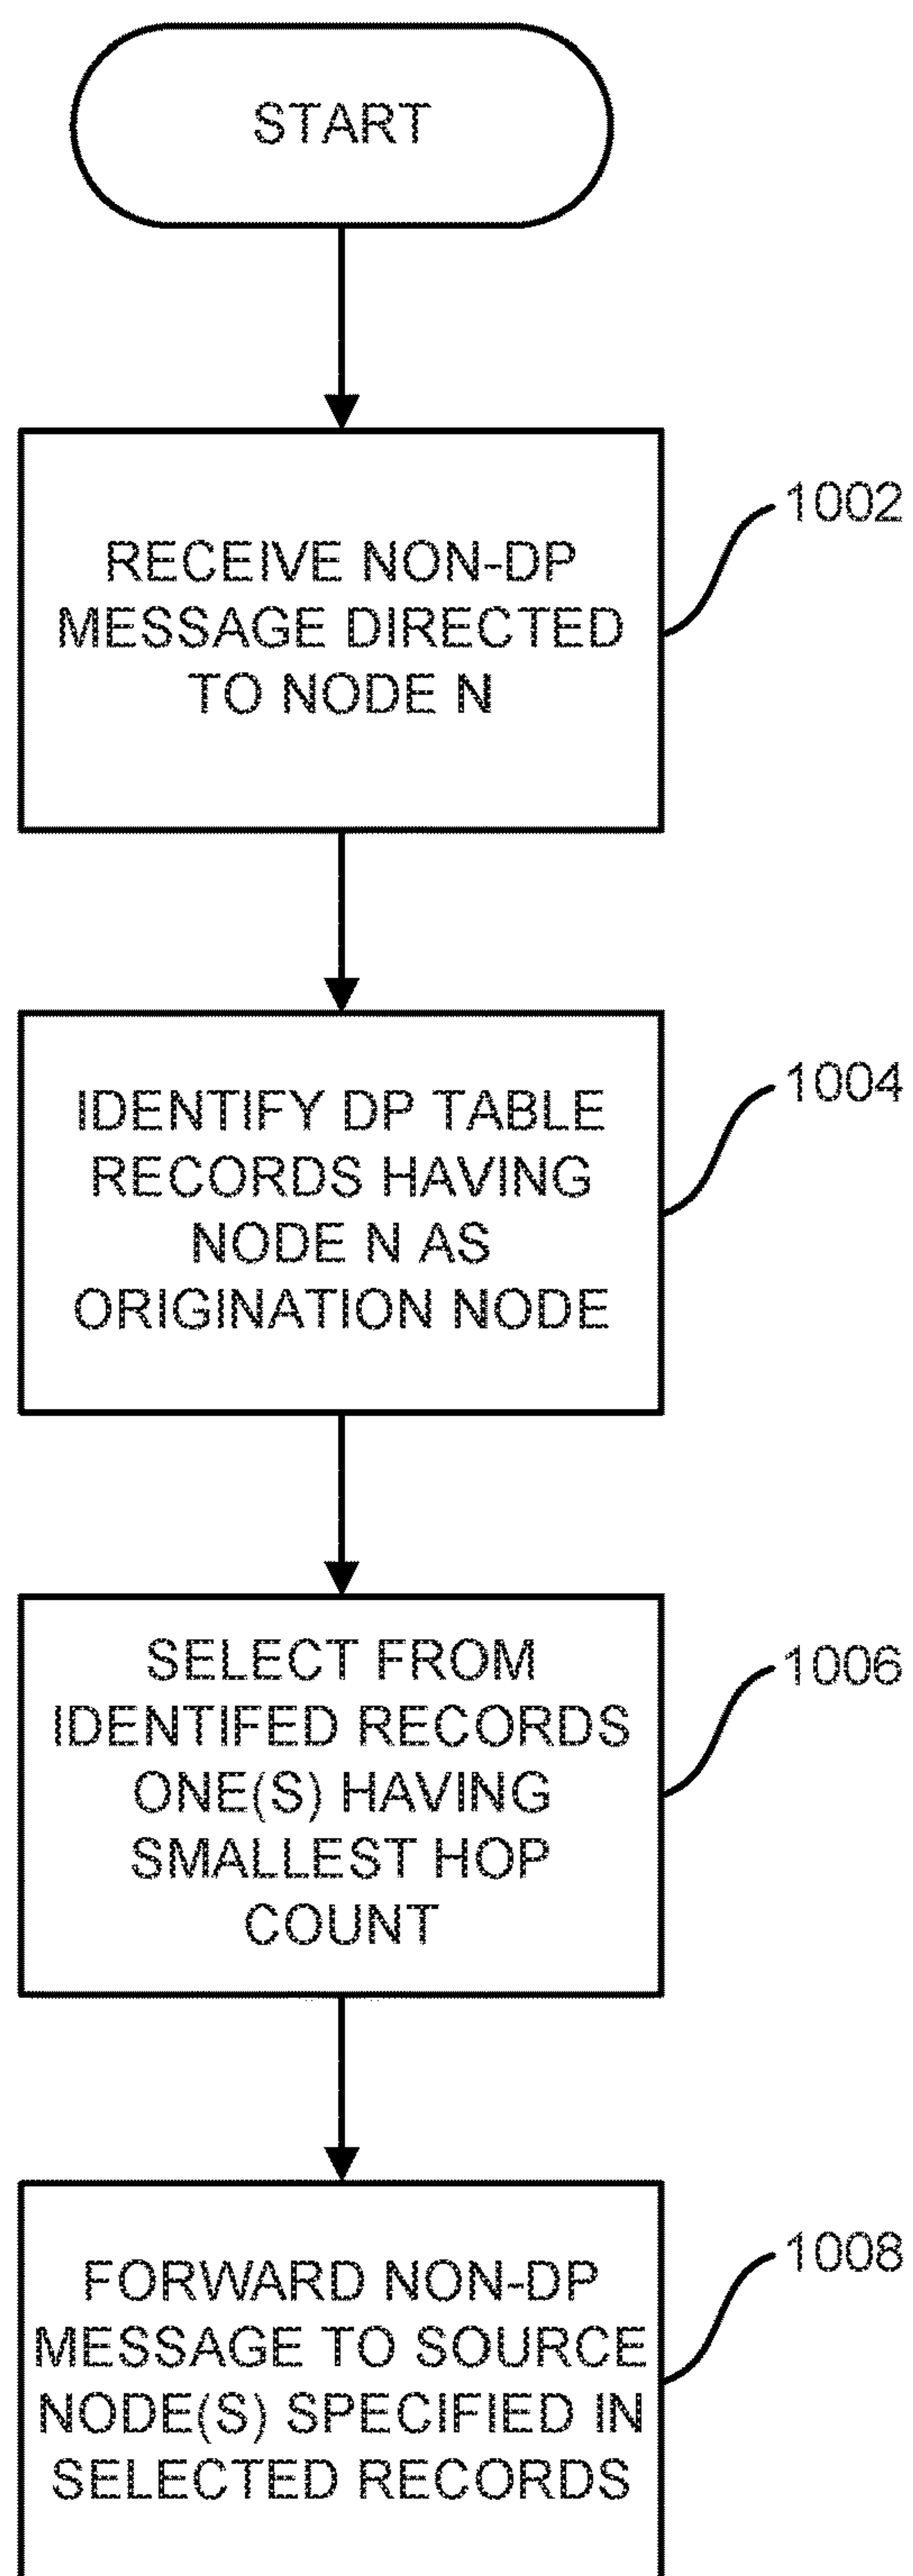 START
RECEIVE NON-DP
MESSAGE DIRECTED
TO NODE N
1002
IDENTIFY DP TABLE
RECORDS HAVING
NODE N AS
ORIGINATION NODE
1004
SELECT FROM
IDENTIFED RECORDS
ONE(S) HAVING
SMALLEST HOP
COUNT
1006
FORWARD NON-DP
MESSAGE TO SOURCE
NODE(S) SPECIFIED IN
SELECTED RECORDS
1008